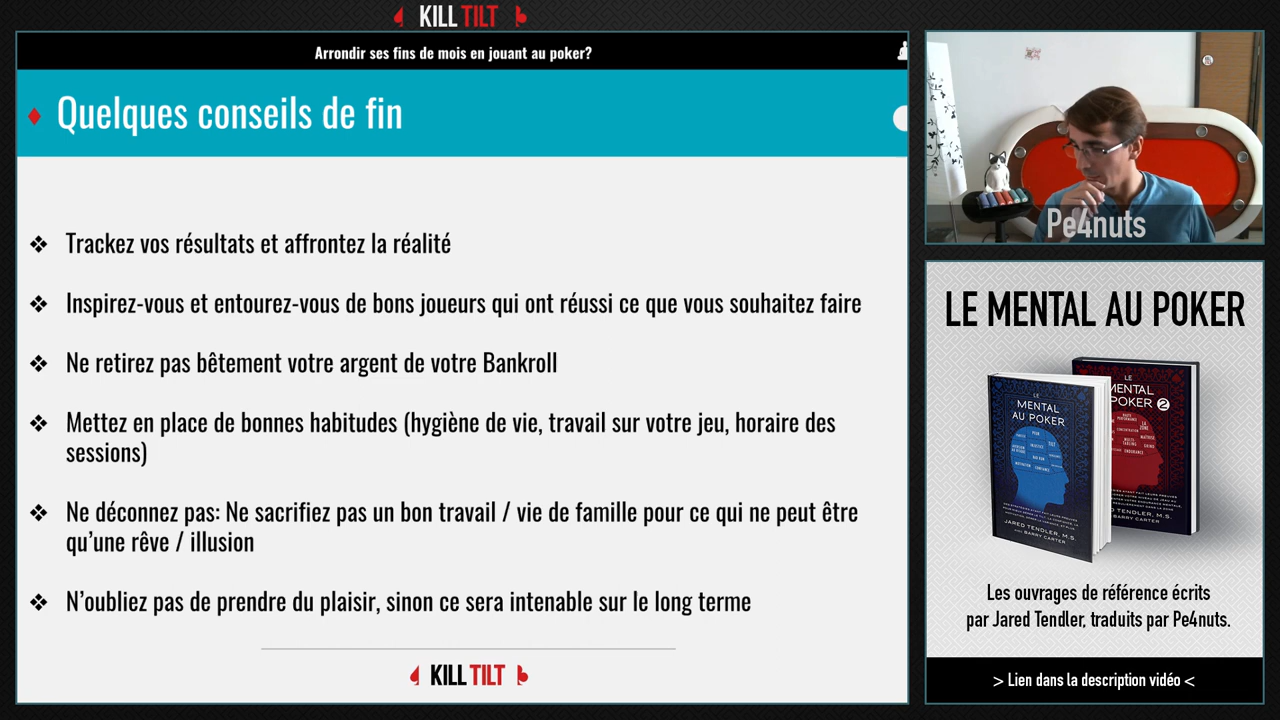 KILL TILT
Arrondir ses fins de mois en jouant au poker?
Quelques conseils de fin
Trackez vos résultats et affrontez la réalité
Inspirez-vous et entourez-vous de bons joueurs qui ont réussi ce que vous souhaitez faire
Ne retirez pas bêtement votre argent de votre Bankroll
Mettez en place de bonnes habitudes (hygiène de vie, travail sur votre jeu, horaire des
sessions)
Ne déconnez pas: Ne sacrifiez pas un bon travail / vie de famille pour ce qui ne peut être
qu'une rêve / illusion
N'oubliez pas de prendre du plaisir, sinon ce sera intenable sur le long terme
KILL TILT
Pe4nuts
LE MENTAL AU POKER
LE
MENTAL
AU POKER
JARED TENDLER, M.S.
AVEC BARRY CARTER
LE
MENTAL
POKER 2
TENDLER, M.S.
BARRY CARTER
Les ouvrages de référence écrits
par Jared Tendler, traduits par Pe4nuts.
> Lien dans la description vidéo <